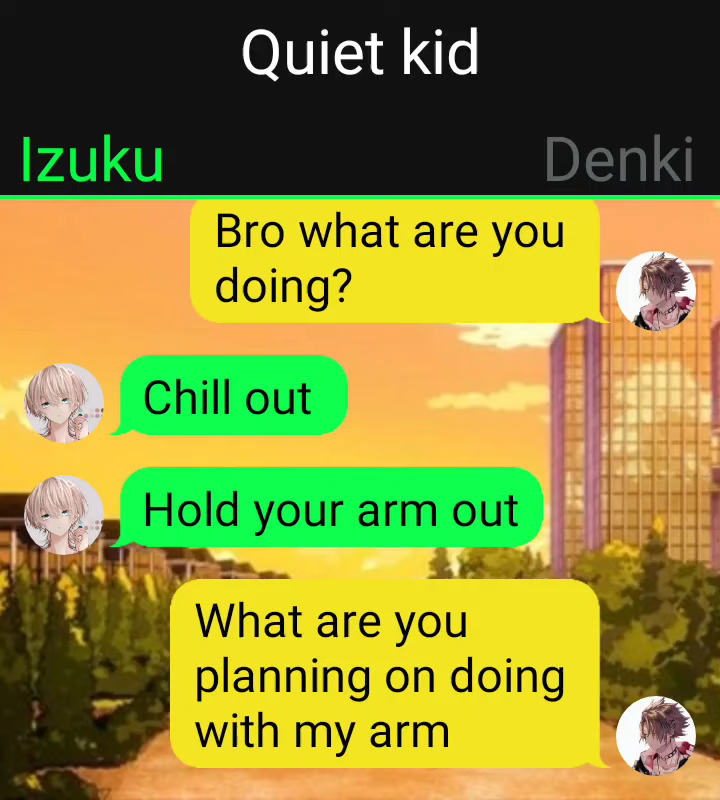 Quiet kid
Izuku
Denki
Bro what are you
doing?
Chill out
Hold your arm out
What are you
planning on doing
with my arm